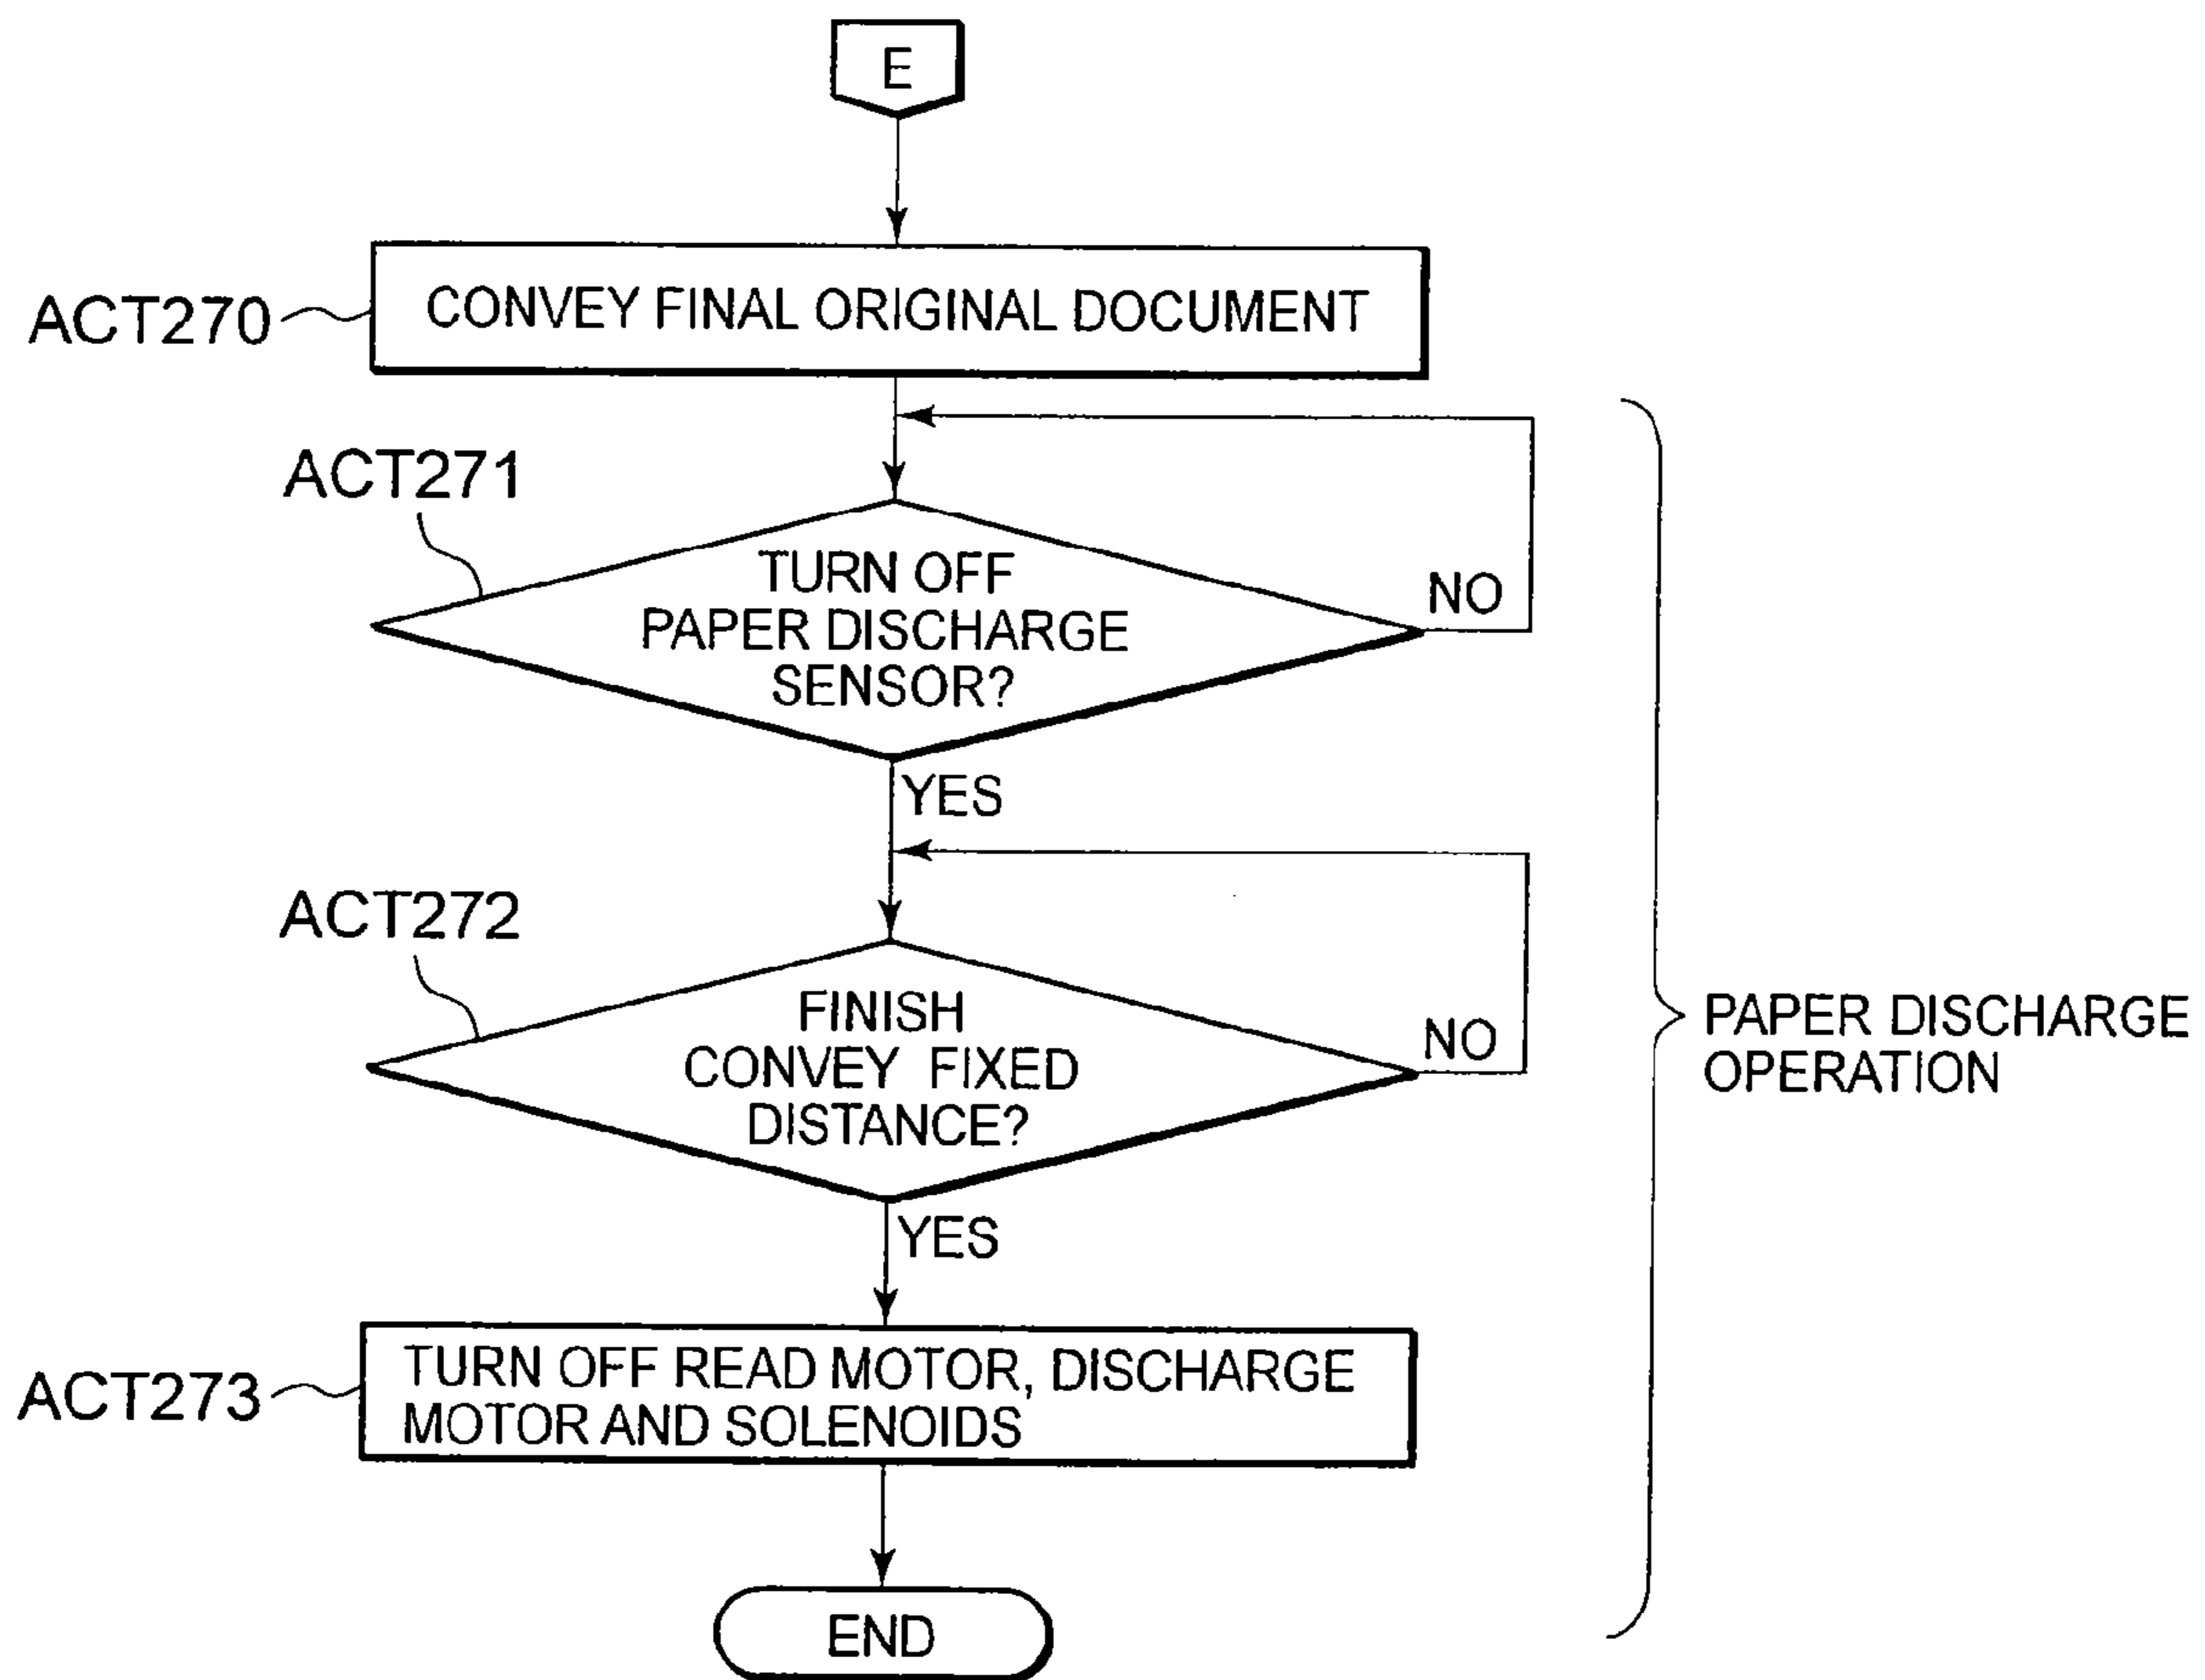 E
ACT270
CONVEY FINAL ORIGINAL DOCUMENT
ACT271
TURN OFF
PAPER DISCHARGE
SENSOR?
NO
YES
ACT272
FINISH
CONVEY FIXED
DISTANCE?
NO
YES
PAPER DISCHARGE
OPERATION
ACT273
TURN OFF READ MOTOR, DISCHARGE
MOTOR AND SOLENOIDS
END